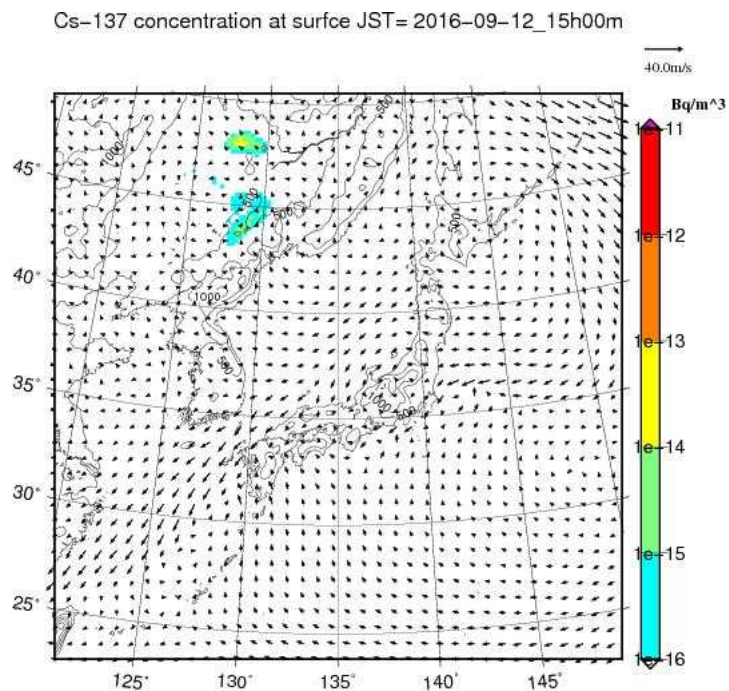 Cs-137 concentration at surfce JST= 2016-09-12_15h00m
40.0m/s
Bq/m^3
1e-11
1e-12
1e-13
1e-14
1e-15
1e-16
45°
40°
35°
30°
25°
125°
130°
135°
140°
145°
1000
500
500
500
500
1000
500
1000
500